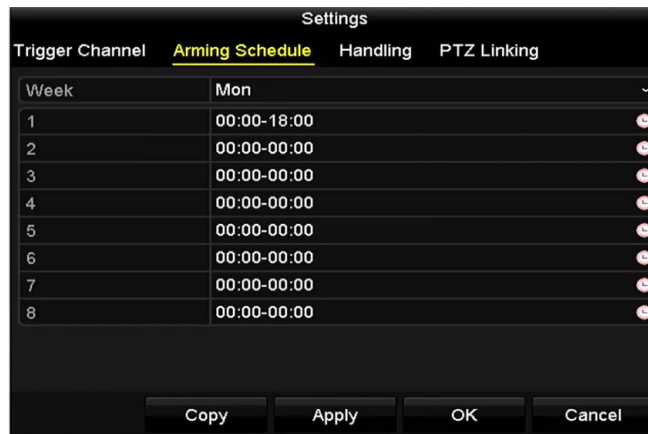 Settings
Trigger Channel Arming Schedule Handling PTZ Linking
Week Mon
1 00:00-18:00
2 00:00-00:00
3 00:00-00:00
4 00:00-00:00
5 00:00-00:00
6 00:00-00:00
7 00:00-00:00
8 00:00-00:00
Copy Apply OK Cancel